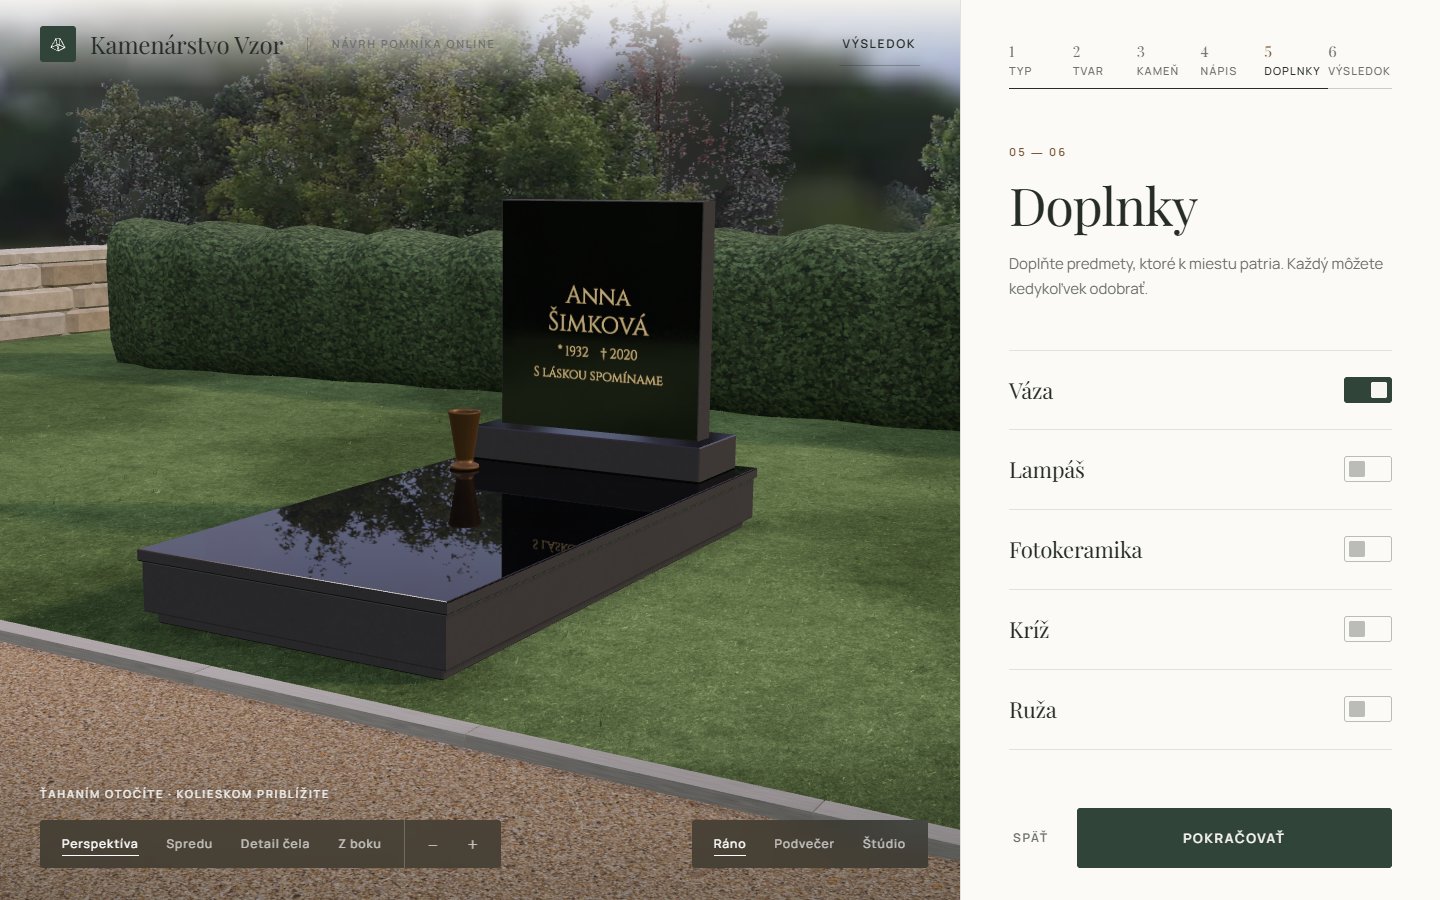 Kamenárstvo Vzor
NÁVRH POMNÍKA ONLINE
VÝSLEDOK
ANNA
ŠIMKOVÁ
* 1932 † 2020
S LÁSKOU SPOMÍNAME
S LÁSKO
ŤAHANÍM OTOČÍTE · KOLIESKOM PRIBLÍŽITE
Perspektíva Spredu Detail čela Z boku − +
Ráno Podvečer Štúdio
1 2 3 4 5 6
TYP TVAR KAMEŇ NÁPIS DOPLNKY VÝSLEDOK
05 — 06
Doplnky
Doplňte predmety, ktoré k miestu patria. Každý môžete
kedykoľvek odobrať.
Váza
Lampáš
Fotokeramika
Kríž
Ruža
SPÄŤ
POKRAČOVAŤ